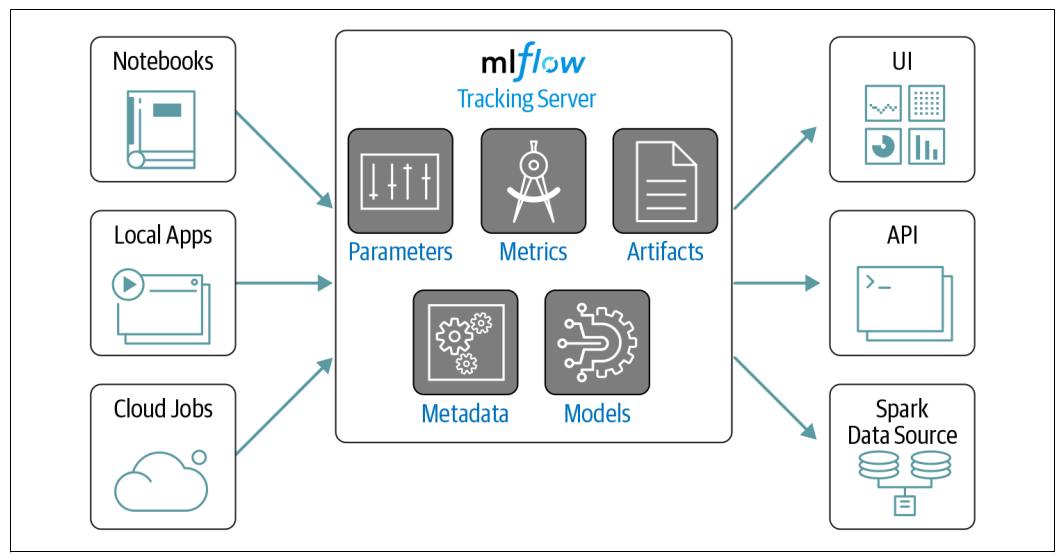 Notebooks
Local Apps
Cloud Jobs
mlflow
Tracking Server
Parameters
Metrics
Artifacts
Metadata
Models
UI
API
Spark
Data Source